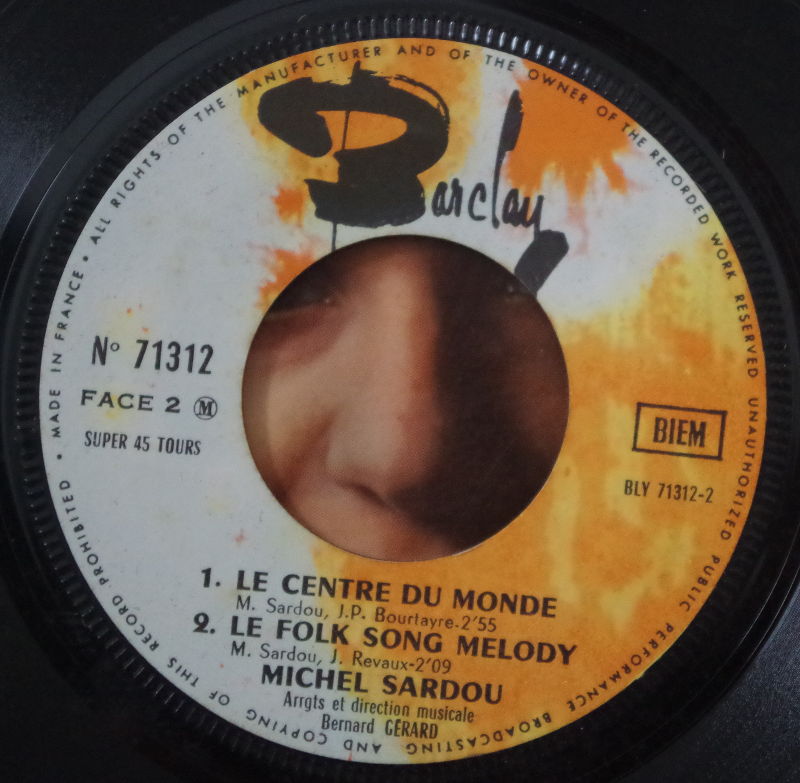 Barclay
MADE IN FRANCE • ALL RIGHTS OF THE MANUFACTURER AND OF THE OWNER OF THE RECORDED WORK RESERVED UNAUTHORIZED PUBLIC PERFORMANCE BROADCASTING AND COPYING OF THIS RECORD PROHIBITED •
N° 71312
FACE 2 M
SUPER 45 TOURS
BIEM
BLY 71312-2
1. LE CENTRE DU MONDE
M. Sardou, J.P. Bourtayre-2'55
2. LE FOLK SONG MELODY
M. Sardou, J. Revaux-2'09
MICHEL SARDOU
Arrgts et direction musicale
Bernard GÉRARD